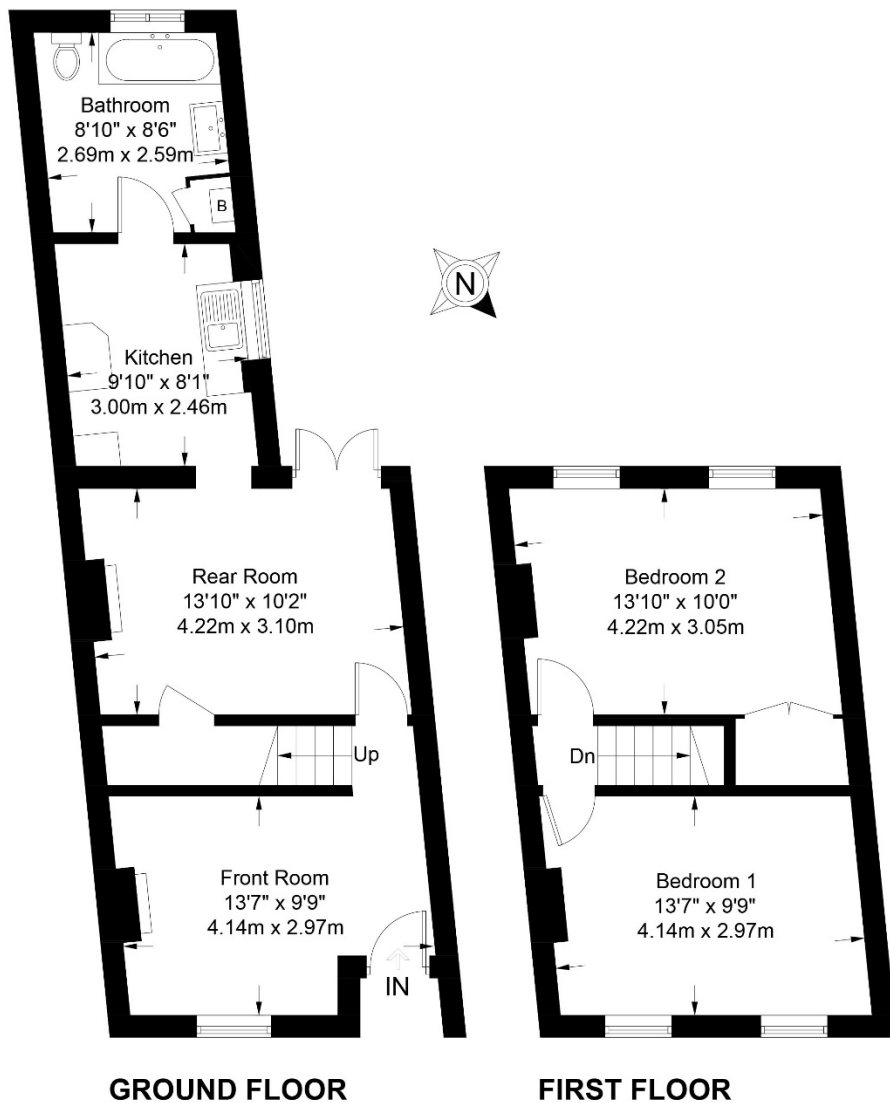 Bathroom
8'10" x 8'6"
2.69m x 2.59m
B
N
Kitchen
9'10" x 8'1"
3.00m x 2.46m
Rear Room
13'10" x 10'2"
4.22m x 3.10m
Bedroom 2
13'10" x 10'0"
4.22m x 3.05m
Up
Dn
Front Room
13'7" x 9'9"
4.14m x 2.97m
Bedroom 1
13'7" x 9'9"
4.14m x 2.97m
IN
GROUND FLOOR
FIRST FLOOR